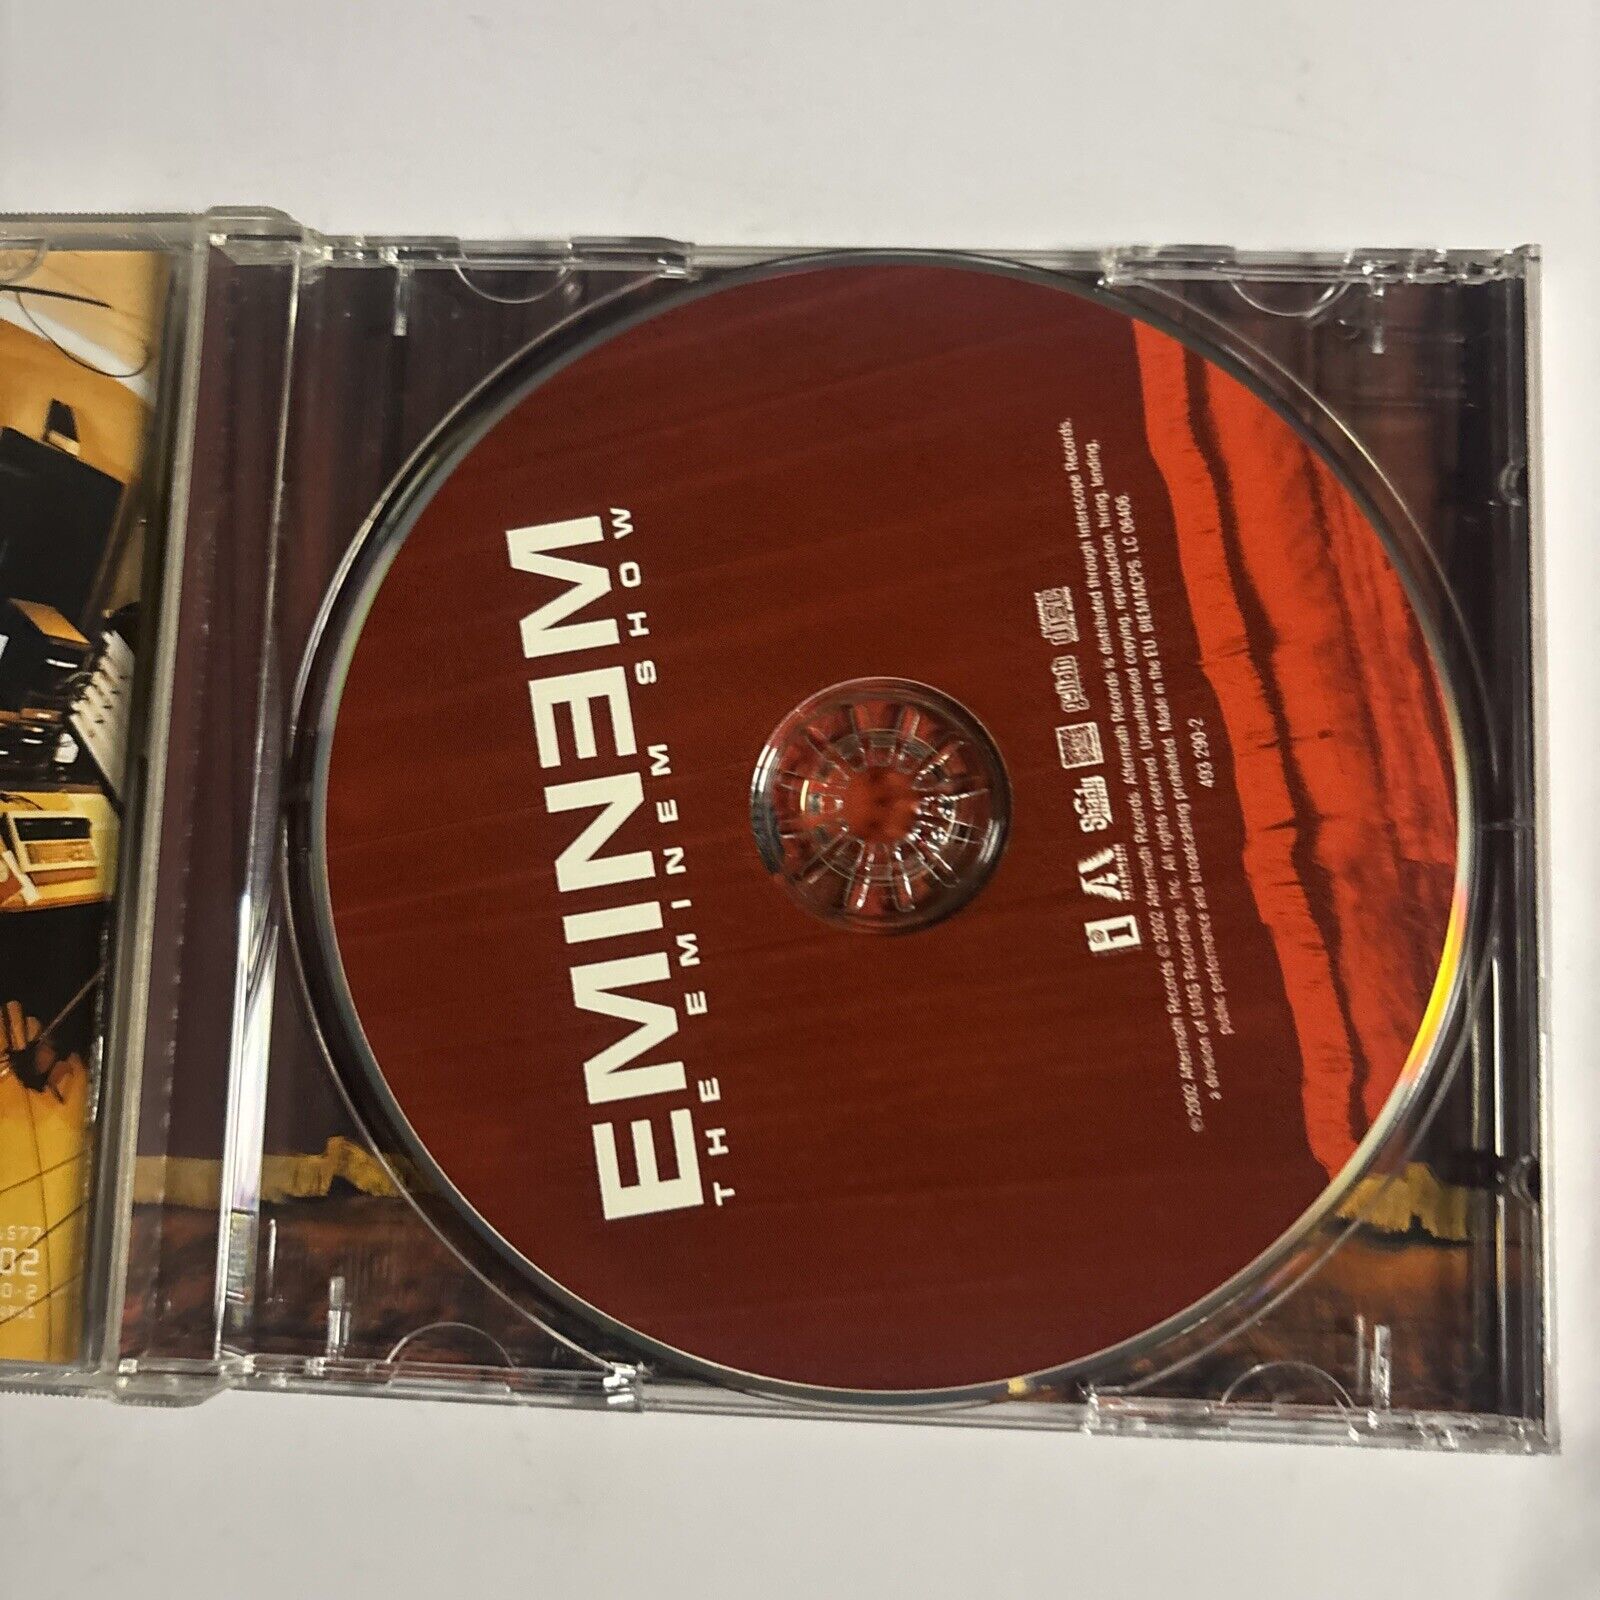 EMINEM
THE EMINEM SHOW
i AFTERMATH Shady
℗2002 Aftermath Records ©2002 Aftermath Records. Aftermath Records is distributed through Interscope Records,
a division of UMG Recordings, Inc. All rights reserved. Unauthorised copying, reproduction, hiring, lending,
public performance and broadcasting prohibited. Made in the EU. BIEM/MCPS. LC 06406.
493 290-2